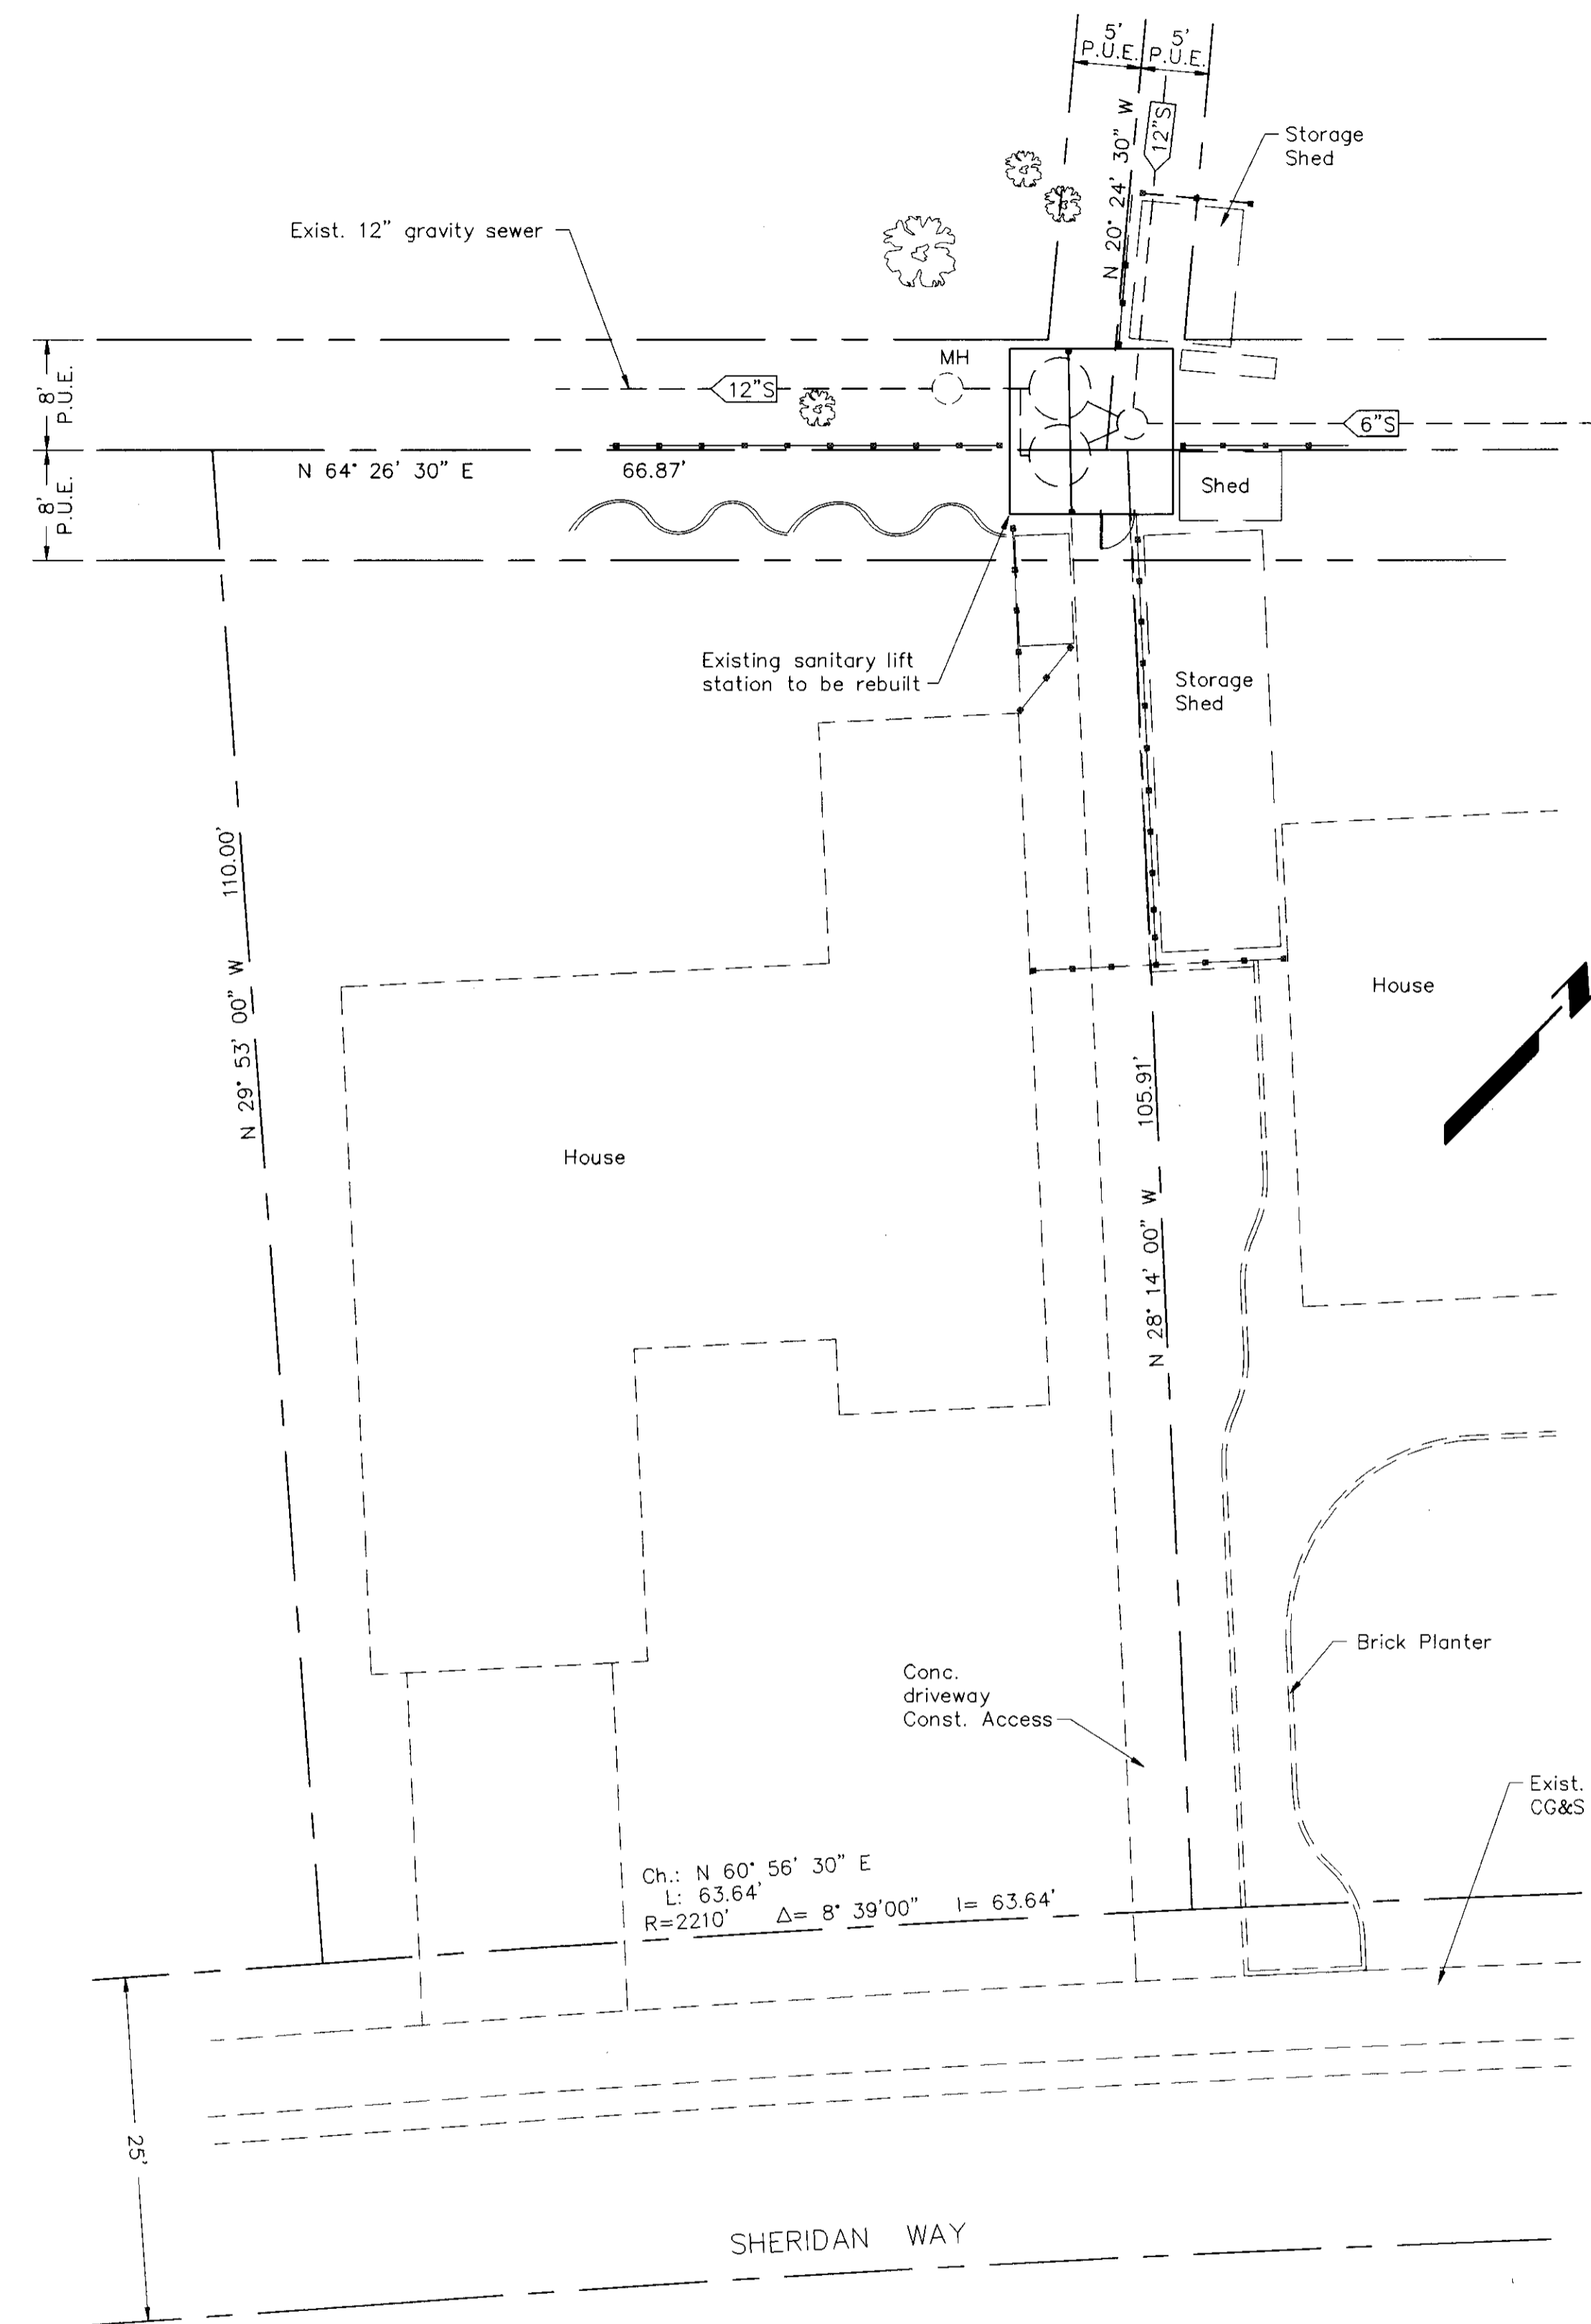 5' 5'
P.U.E. P.U.E.
N 20° 24' 30" W
12"S
Storage
Shed
Exist. 12" gravity sewer
MH
12"S
6"S
8'
P.U.E.
8'
P.U.E.
N 64° 26' 30" E 66.87'
Shed
Existing sanitary lift
station to be rebuilt
Storage
Shed
N 29° 53' 00" W 110.00'
House
House
N 28° 14' 00" W 105.91'
Brick Planter
Conc.
driveway
Const. Access
Exist.
CG&S
Ch.: N 60° 56' 30" E
L: 63.64'
R=2210' Δ= 8° 39'00" l= 63.64'
25'
SHERIDAN WAY